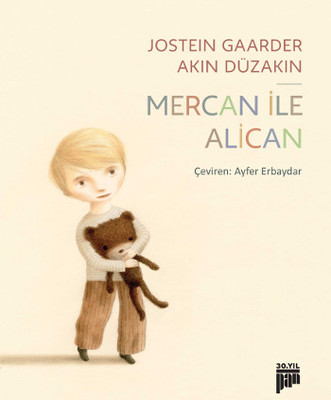 JOSTEIN GAARDER
AKIN DÜZAKIN
MERCAN İLE
ALİCAN
Çeviren: Ayfer Erbaydar
30.YIL
pan